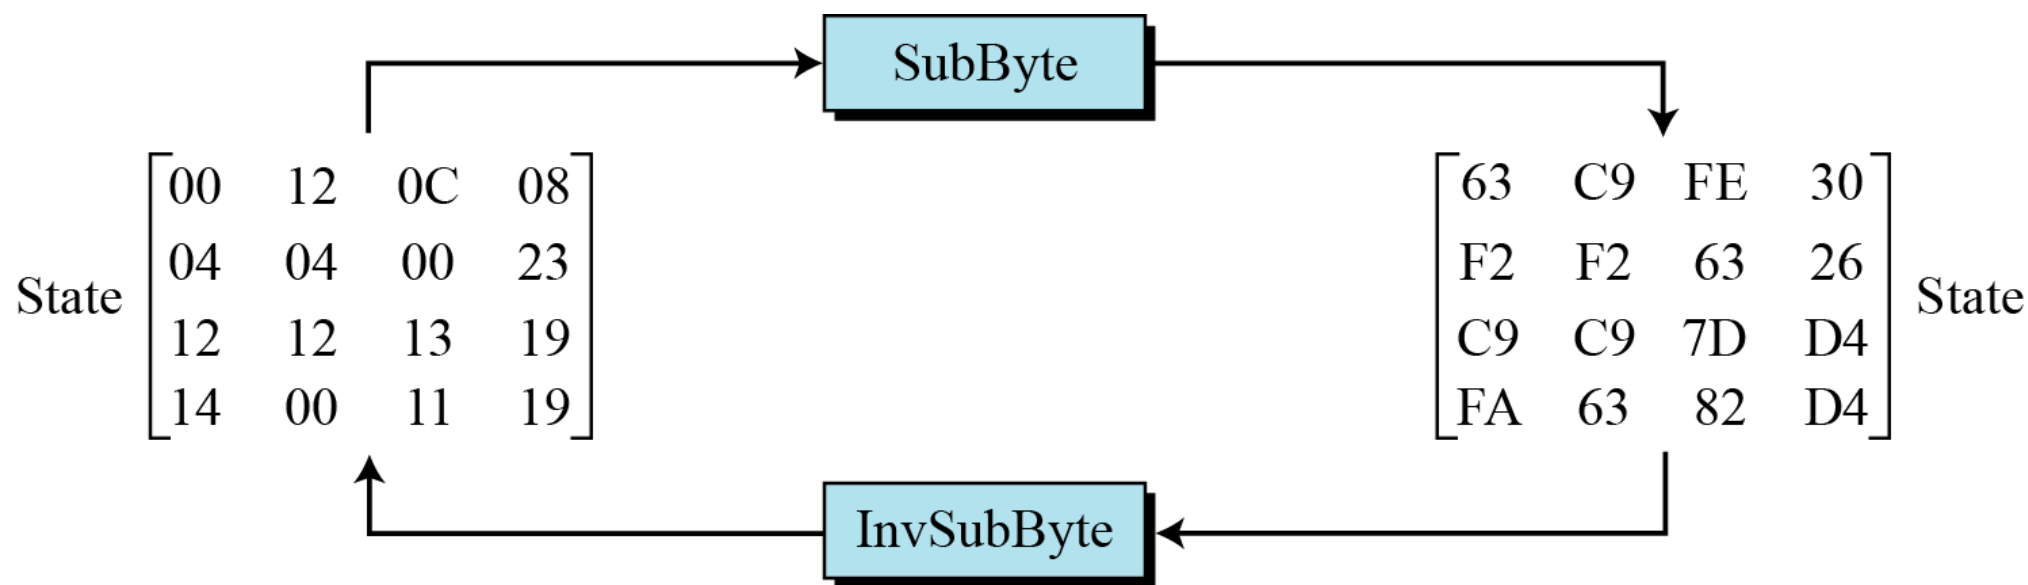 SubByte
00 12 0C 08 63 C9 FE 30
04 04 00 23 F2 F2 63 26
State State
12 12 13 19 C9 C9 7D D4
14 00 11 19 FA 63 82 D4
InvSubByte